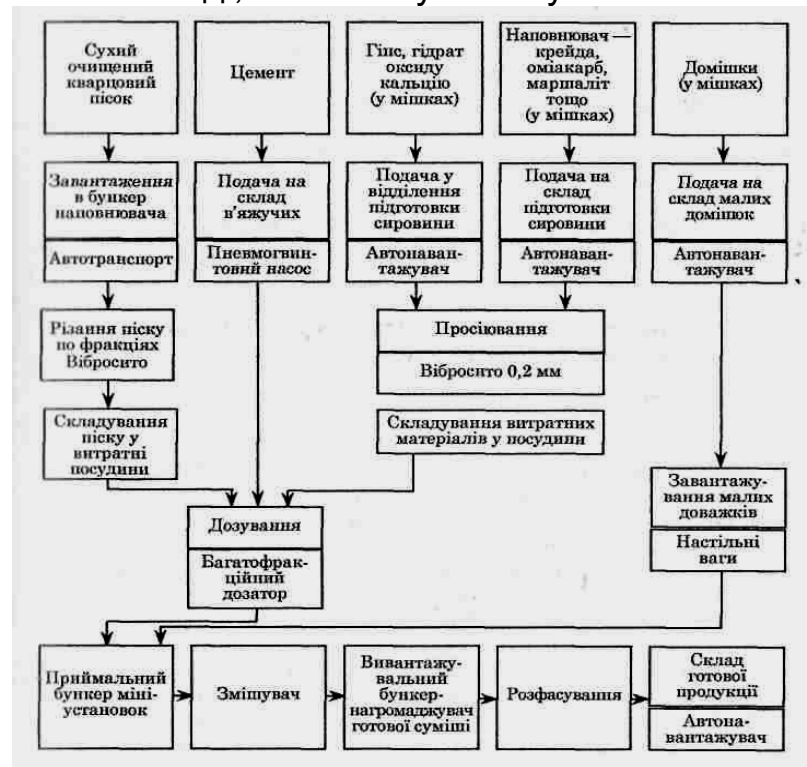 Сухий
очищений
кварцовий
пісок
Цемент
Гіпс, гідрат
оксиду
кальцію
(у мішках)
Наповнювач —
крейда,
оміакарб,
маршаліт
тощо
(у мішках)
Домішки
(у мішках)
Завантаження
в бункер
наповнювача
Автотранспорт
Подача на
склад
в'яжучих
Пневмогвин-
товий насос
Подача у
відділення
підготовки
сировини
Автонаван-
тажувач
Подача на
склад
підготовки
сировини
Автонаван-
тажувач
Подача на
склад малих
домішок
Автонаван-
тажувач
Різання піску
по фракціях
Вібросито
Просіювання
Вібросито 0,2 мм
Складування
піску у
витратні
посудини
Складування витратних
матеріалів у посудини
Завантажу-
вання малих
доважків
Настільні
ваги
Дозування
Багатофрак-
ційний
дозатор
Приймальний
бункер міні-
установок
Змішувач
Вивантажу-
вальний
бункер-
нагромаджувач
готової суміші
Розфасування
Склад
готової
продукції
Автона-
вантажувач